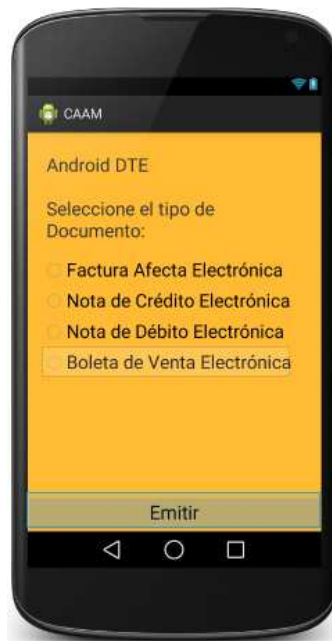 CAAM
Android DTE
Seleccione el tipo de
Documento:
Factura Afecta Electrónica
Nota de Crédito Electrónica
Nota de Débito Electrónica
Boleta de Venta Electrónica
Emitir